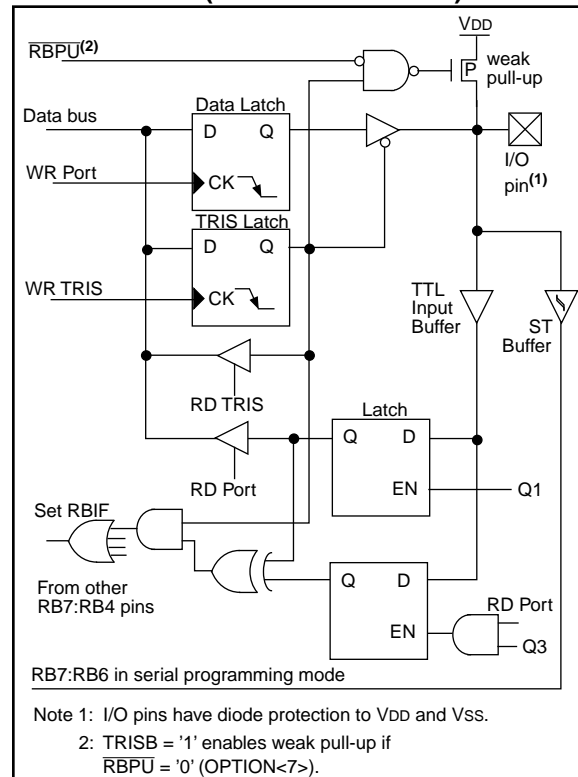 VDD
RBPU(2)
P
weak
pull-up
Data Latch
Data bus
D Q
I/O
pin(1)
WR Port
CK
TRIS Latch
D Q
WR TRIS
CK
TTL
Input
Buffer
ST
Buffer
RD TRIS
Latch
Q D
RD Port
EN
Q1
Set RBIF
From other
RB7:RB4 pins
Q D
RD Port
EN
Q3
RB7:RB6 in serial programming mode
Note 1: I/O pins have diode protection to VDD and VSS.
2: TRISB = '1' enables weak pull-up if
RBPU = '0' (OPTION<7>).